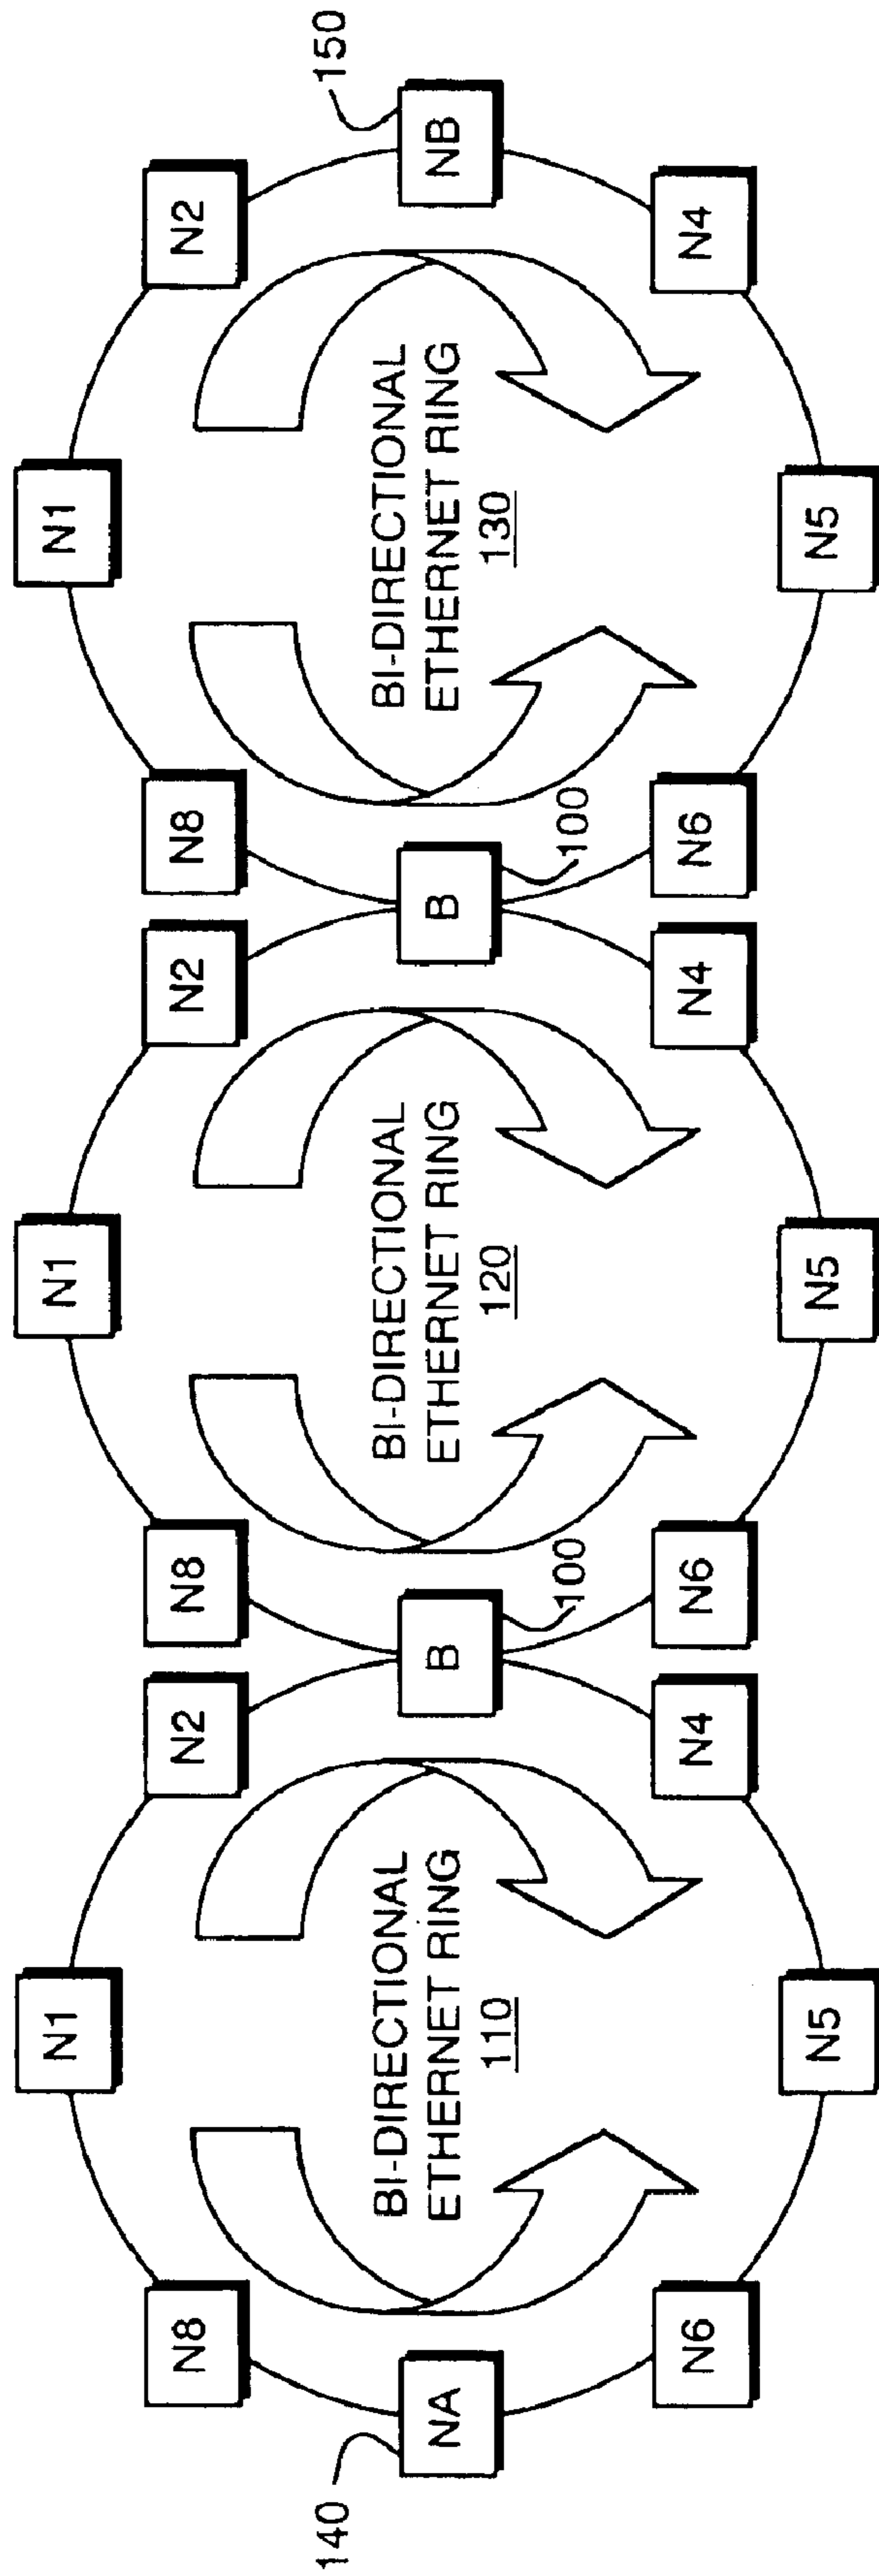 N1
N1
N1
N8
N2
N8
N2
N8
N2
140
NA
BI-DIRECTIONAL
ETHERNET RING
110
B
100
BI-DIRECTIONAL
ETHERNET RING
120
B
100
BI-DIRECTIONAL
ETHERNET RING
130
NB
150
N6
N4
N6
N4
N6
N4
N5
N5
N5